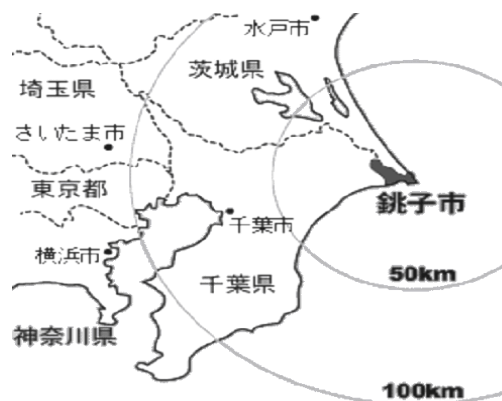 水戸市
茨城県
埼玉県
さいたま市
東京都
銚子市
千葉市
横浜市
50km
千葉県
神奈川県
100km